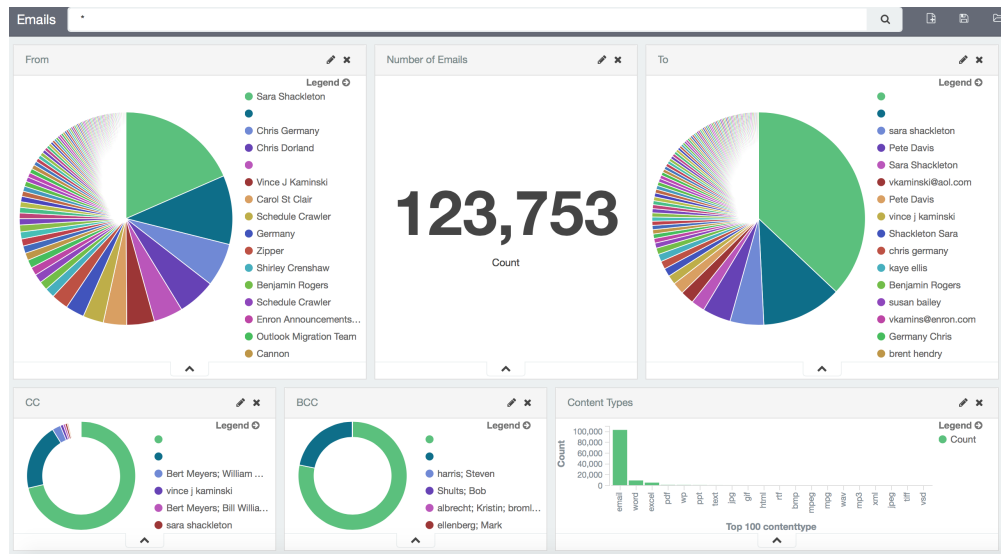 Emails
*
From
Legend
Sara Shackleton
Chris Germany
Chris Dorland
Vince J Kaminski
Carol St Clair
Schedule Crawler
Germany
Zipper
Shirley Crenshaw
Benjamin Rogers
Schedule Crawler
Enron Announcements...
Outlook Migration Team
Cannon
Number of Emails
123,753
Count
To
Legend
sara shackleton
Pete Davis
Sara Shackleton
vkaminski@aol.com
Pete Davis
vince j kaminski
Shackleton Sara
chris germany
kaye ellis
Benjamin Rogers
susan bailey
vkamins@enron.com
Germany Chris
brent hendry
CC
Legend
Bert Meyers; William ...
vince j kaminski
Bert Meyers; Bill Willia...
sara shackleton
BCC
Legend
harris; Steven
Shults; Bob
albrecht; Kristin; broml...
ellenberg; Mark
Content Types
Legend
Count
Count
100,000
80,000
60,000
40,000
20,000
0
email
word
excel
pdf
wp
ppt
text
jpg
gif
html
rtf
bmp
mpeg
mpg
wav
mp3
xml
jpeg
tiff
vsd
Top 100 contenttype